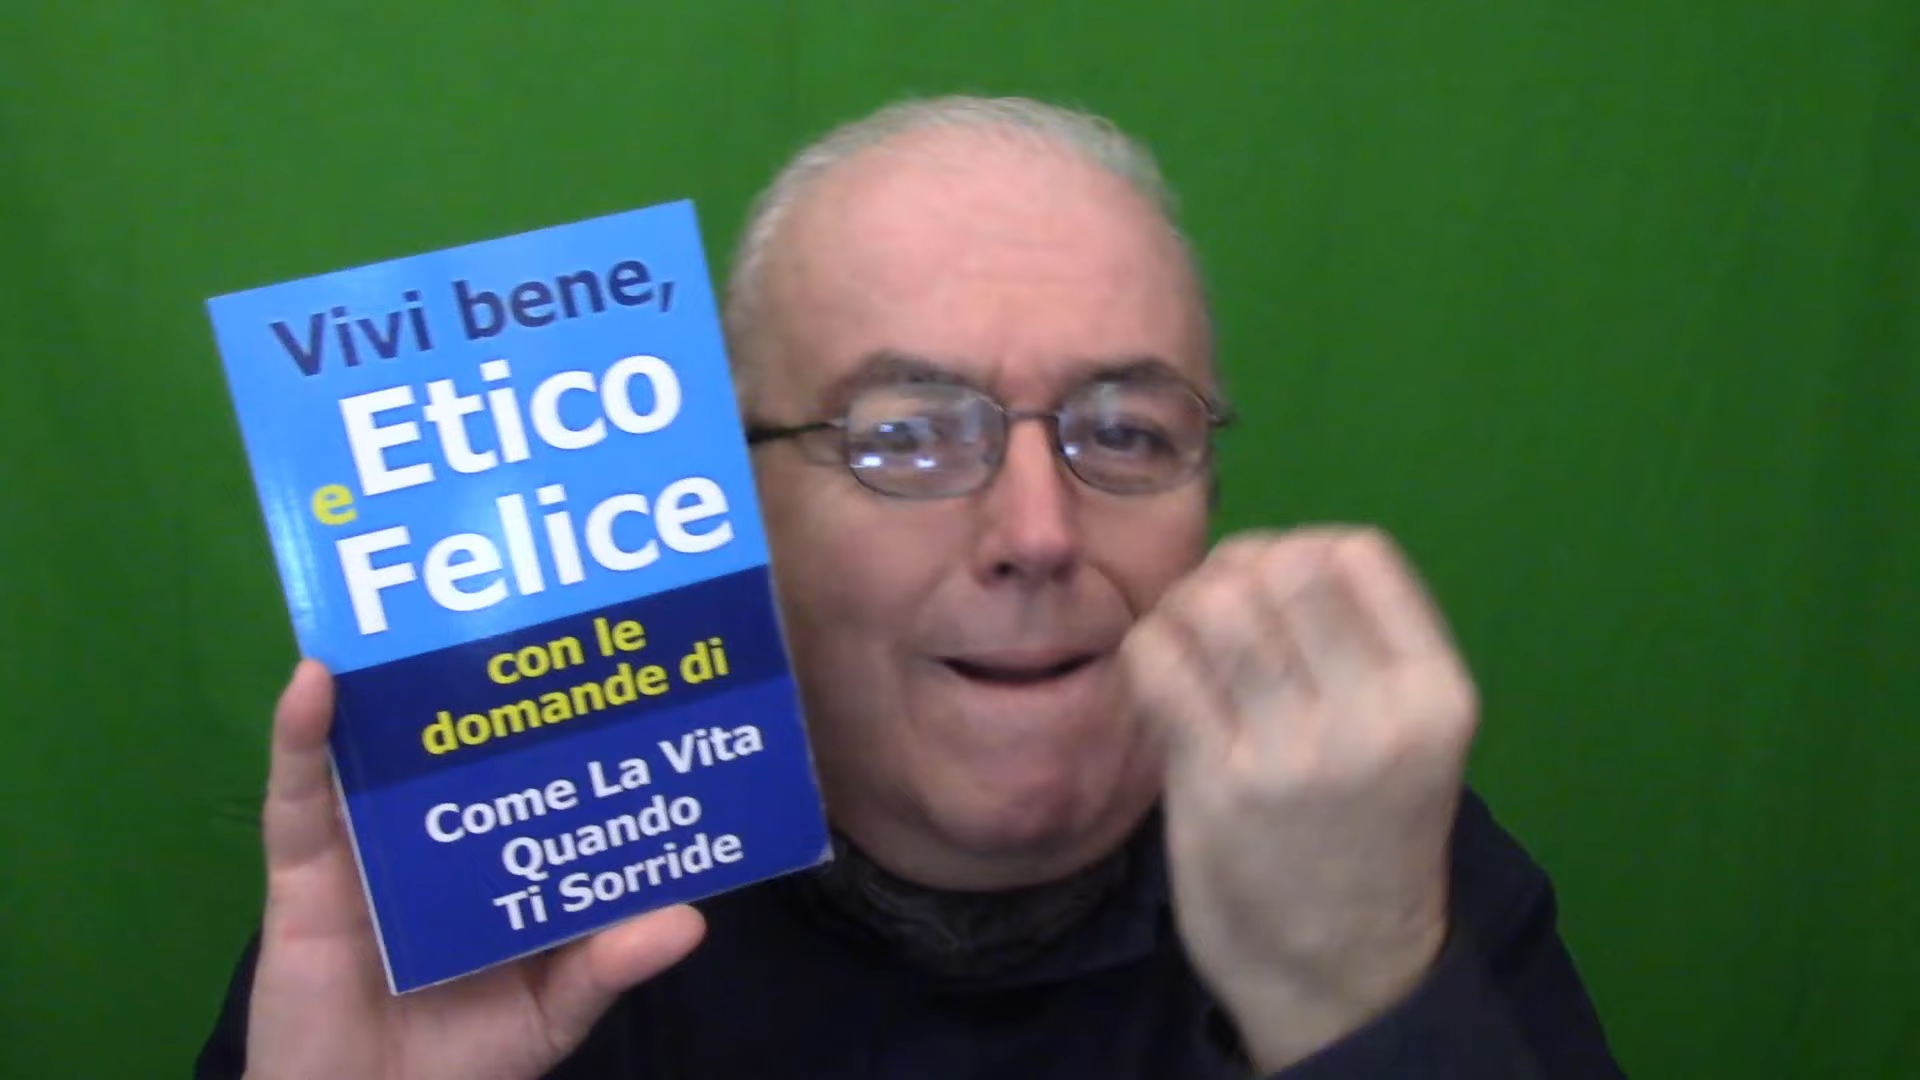 Vivi bene,
Etico
e
Felice
con le
domande di
Come La Vita
Quando
Ti Sorride